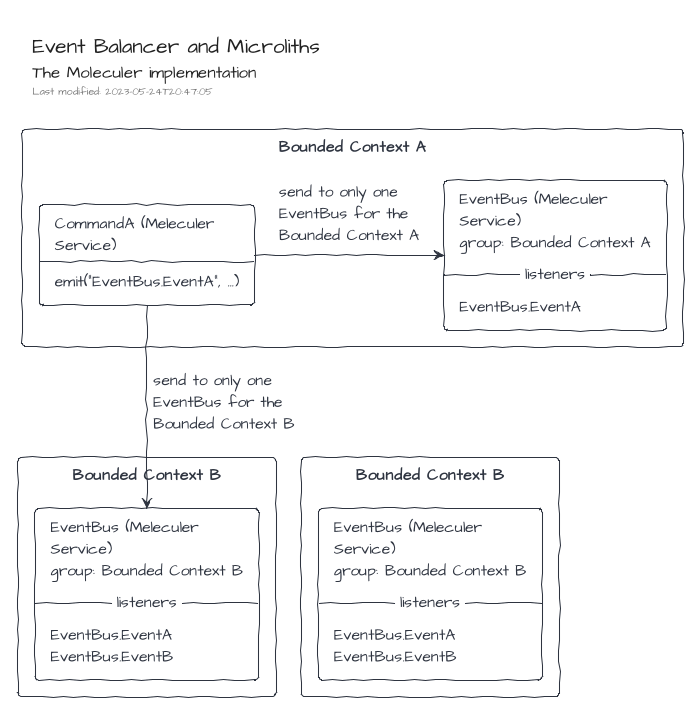 Event Balancer and Microliths
The Moleculer implementation
Last modified: 2023-05-24T20:47:05
Bounded Context A
send to only one
EventBus for the
Bounded Context A
CommandA (Meleculer
Service)
emit("EventBus.EventA", ...)
EventBus (Meleculer
Service)
group: Bounded Context A
listeners
EventBus.EventA
send to only one
EventBus for the
Bounded Context B
Bounded Context B
EventBus (Meleculer
Service)
group: Bounded Context B
listeners
EventBus.EventA
EventBus.EventB
Bounded Context B
EventBus (Meleculer
Service)
group: Bounded Context B
listeners
EventBus.EventA
EventBus.EventB